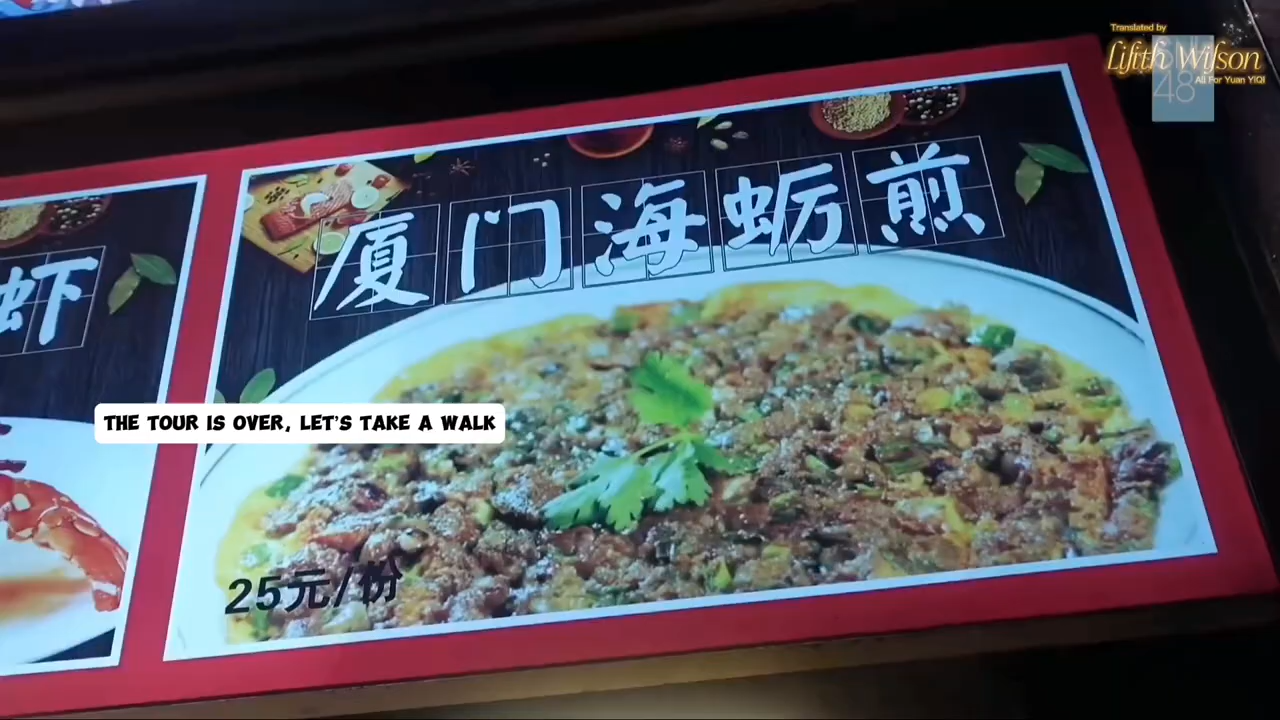 Translated by
Lifith Wilson
All For Yuan YiQi
48
厦门海蛎煎
虾
THE TOUR IS OVER, LET'S TAKE A WALK
25元/份